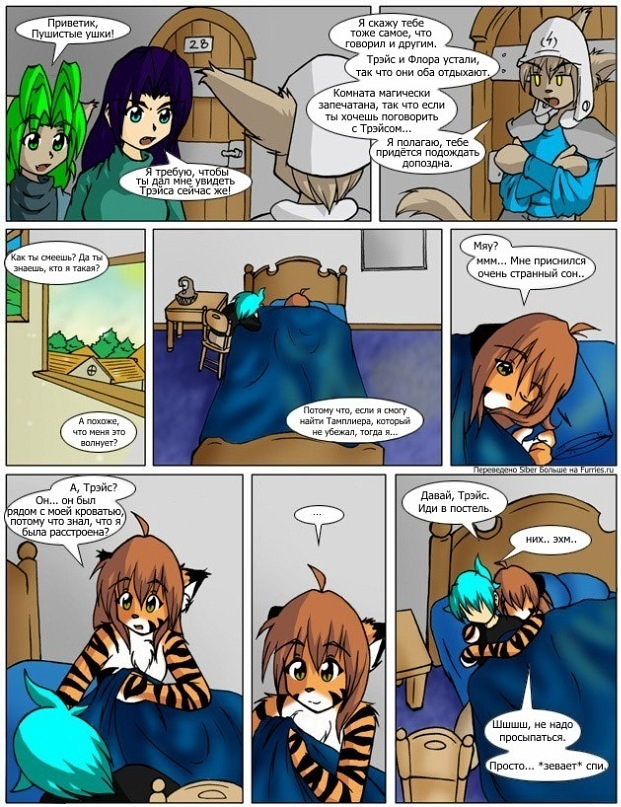 Приветик,
Пушистые ушки!
28
Я требую, чтобы
ты дал мне увидеть
Трэйса сейчас же!
Я скажу тебе
тоже самое, что
говорил и другим.
Трэйс и Флора устали,
так что они оба отдыхают.
Комната магически
запечатана, так что если
ты хочешь поговорить
с Трэйсом...
Я полагаю, тебе
придётся подождать
допоздна.
Как ты смеешь? Да ты
знаешь, кто я такая?
А похоже,
что меня это
волнует?
Потому что, если я смогу
найти Тамплиера, который
не убежал, тогда я...
Мяу?
ммм... Мне приснился
очень странный сон..
Переведено Siber Больше на Furries.ru
А, Трэйс?
Он... он был
рядом с моей кроватью,
потому что знал, что я
была расстроена?
...
Давай, Трэйс.
Иди в постель.
них.. эхм..
Шшшш, не надо
просыпаться.
Просто... *зевает* спи.